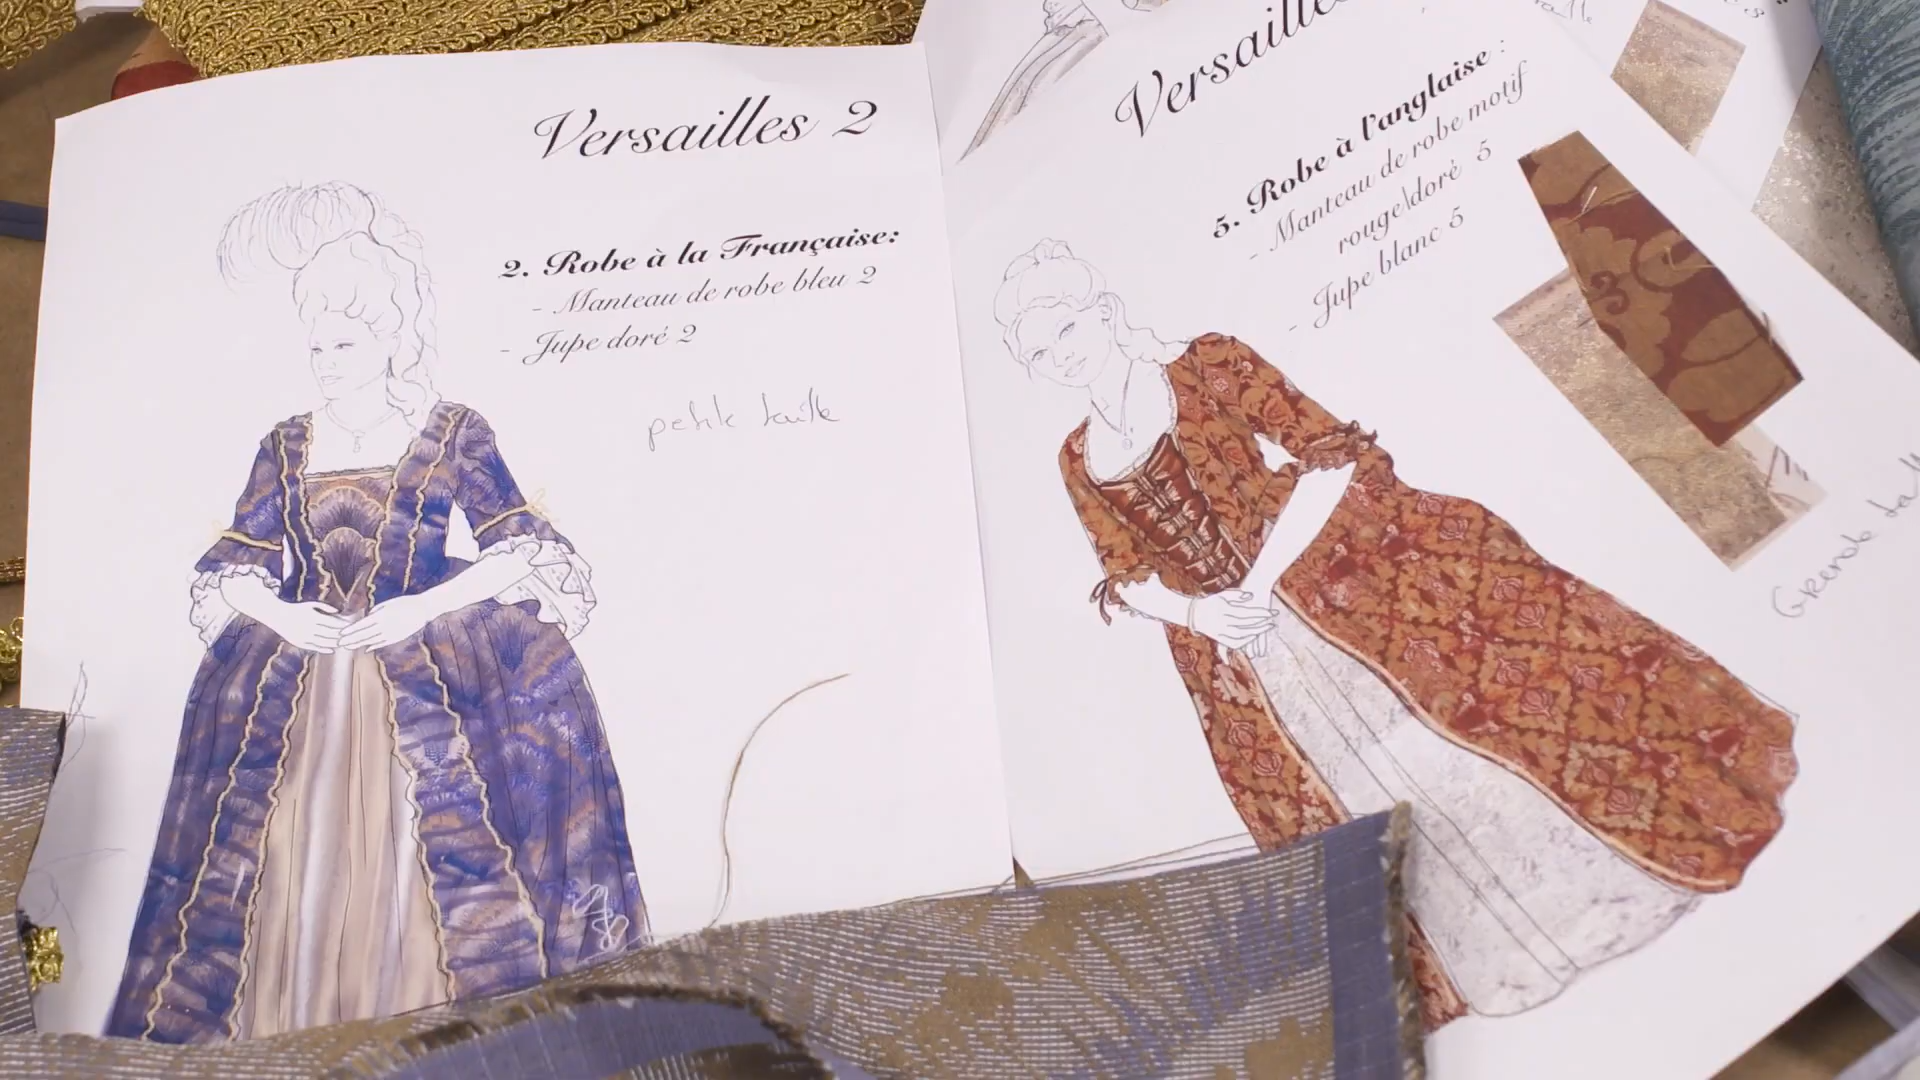 Versailles 2
2. Robe à la Française:
- Manteau de robe bleu 2
- Jupe doré 2
petite taille
Versailles
5. Robe à l'anglaise :
- Manteau de robe motif
rouge\doré 5
- Jupe blanc 5
Grande